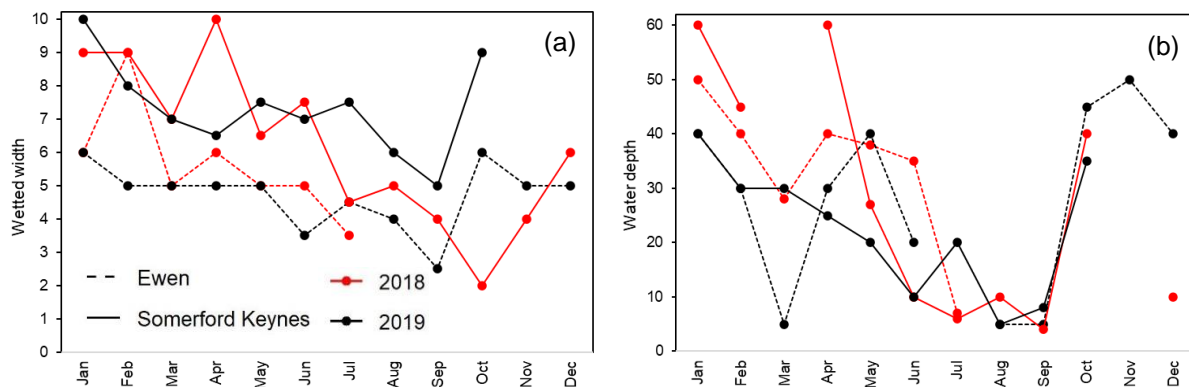 (a)
Wetted width
10
9
8
7
6
5
4
3
2
1
0
Ewen
Somerford Keynes
2018
2019
Jan
Feb
Mar
Apr
May
Jun
Jul
Aug
Sep
Oct
Nov
Dec
(b)
Water depth
60
50
40
30
20
10
0
Jan
Feb
Mar
Apr
May
Jun
Jul
Aug
Sep
Oct
Nov
Dec